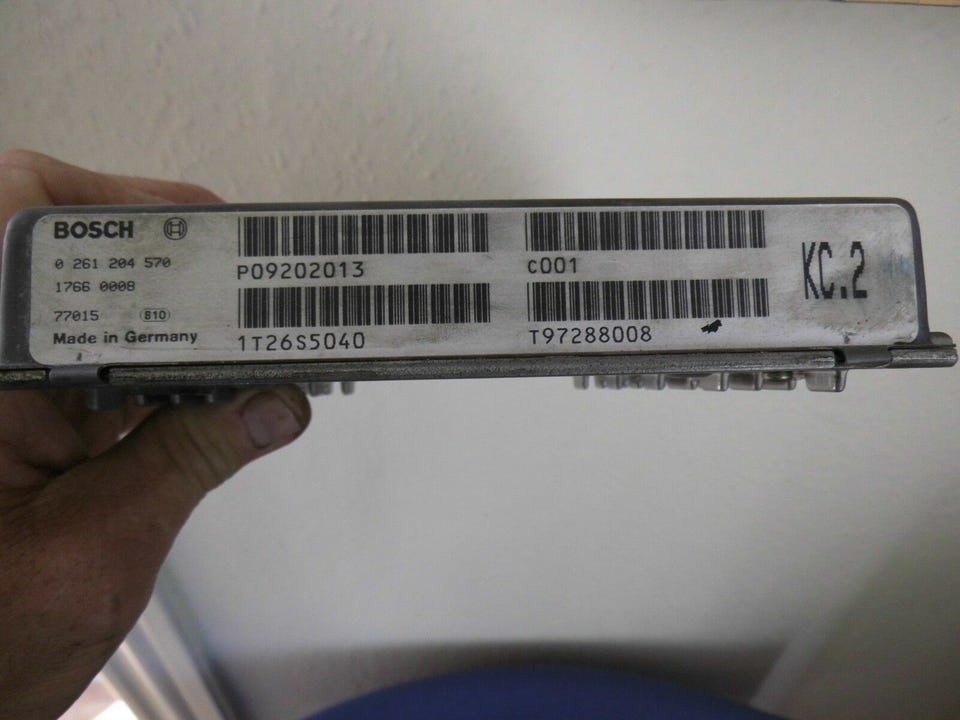 BOSCH
0 261 204 570
1766 0008
77015 B10
Made in Germany
P09202013
1T26S5040
C001
T97288008
KC.2